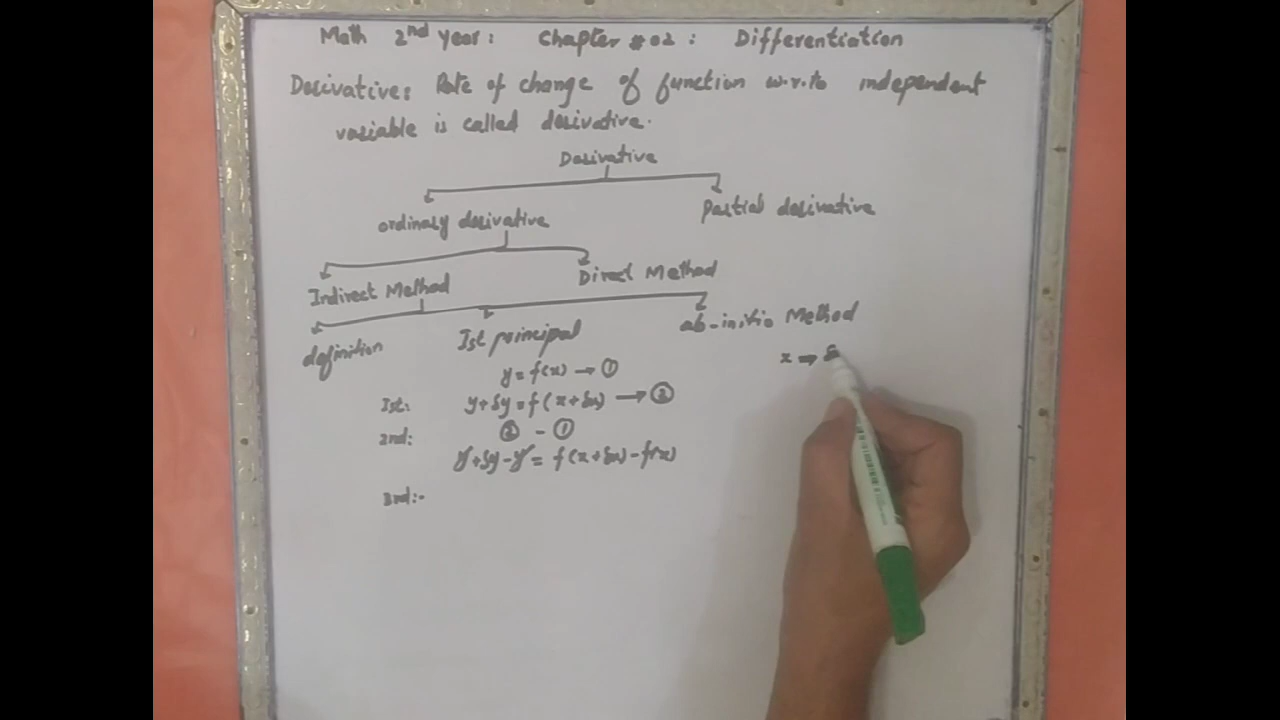 Math 2nd year: Chapter # 02: Differentiation
Derivative: Rate of change of function w.r.to independent
variable is called derivative.
Derivative
ordinary derivative
Partial derivative
Indirect Method
Direct Method
definition
Ist principal
ab-initio Method
y = f(x) → ①
x → δ
Ist: y+δy = f(x+δx) → ②
2nd: ② - ①
y+δy-y = f(x+δx)-f(x)
3rd:-